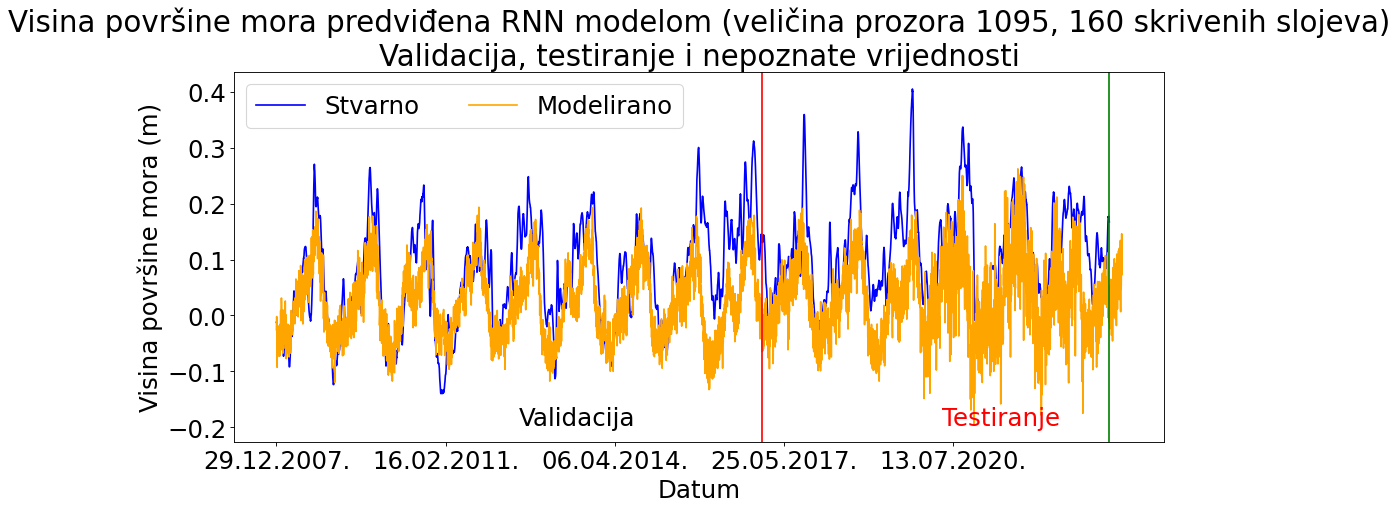 Visina površine mora predviđena RNN modelom (veličina prozora 1095, 160 skrivenih slojeva)
Validacija, testiranje i nepoznate vrijednosti
Stvarno
Modelirano
Visina površine mora (m)
0.4
0.3
0.2
0.1
0.0
−0.1
−0.2
Validacija
Testiranje
29.12.2007.
16.02.2011.
06.04.2014.
25.05.2017.
13.07.2020.
Datum